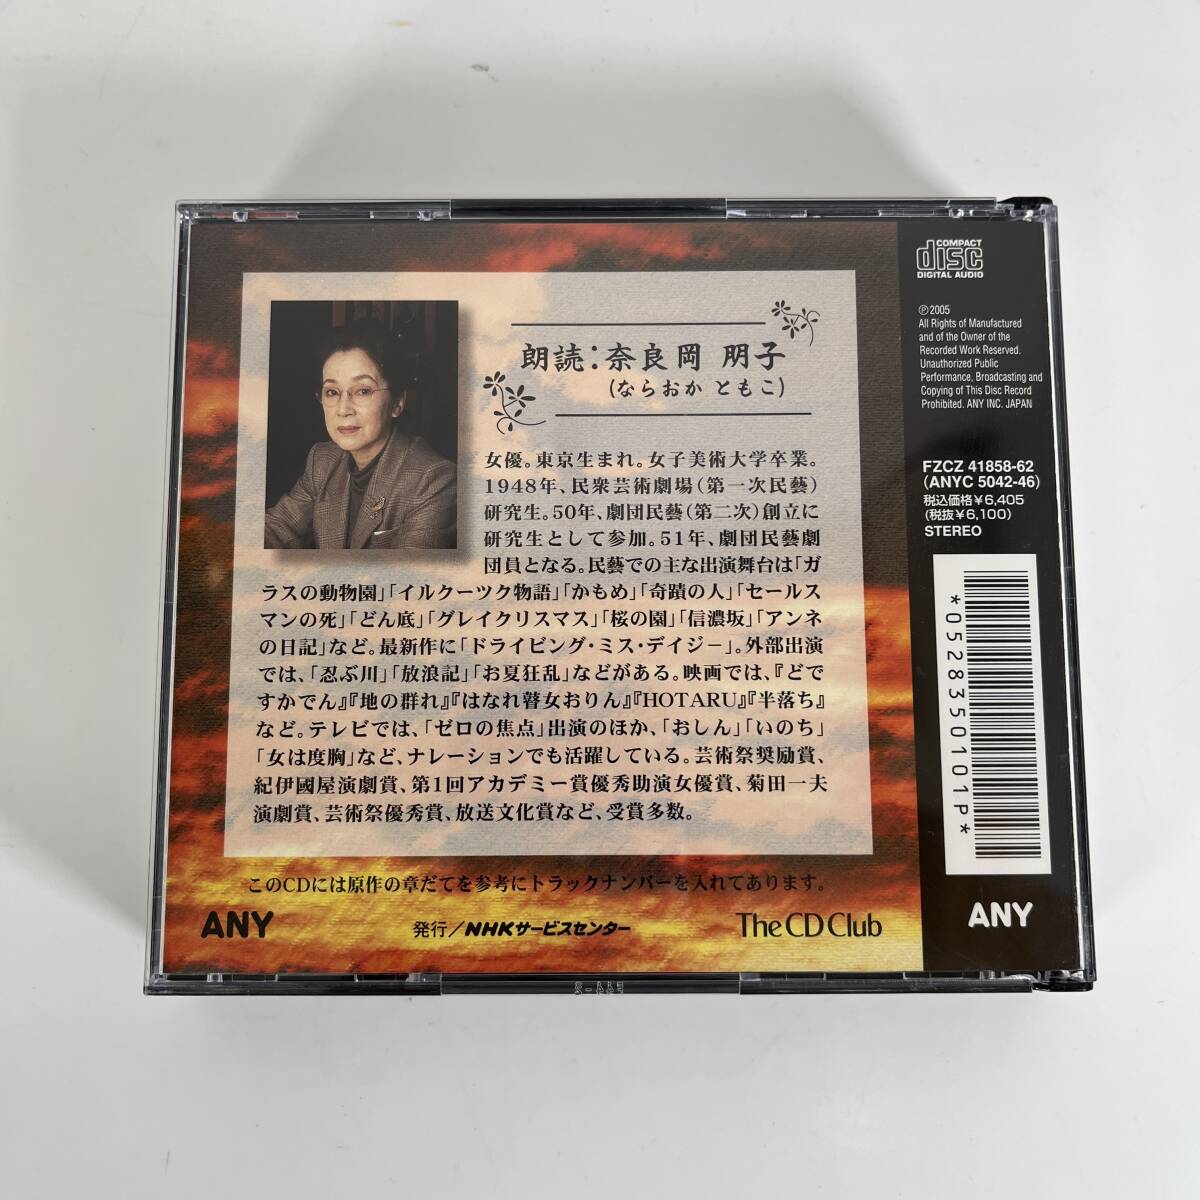 朗読：奈良岡 朋子
(ならおか ともこ)
女優。東京生まれ。女子美術大学卒業。
1948年、民衆芸術劇場(第一次民藝)
研究生。50年、劇団民藝(第二次)創立に
研究生として参加。51年、劇団民藝劇
団員となる。民藝での主な出演舞台は「ガ
ラスの動物園」「イルクーツク物語」「かもめ」「奇蹟の人」「セールス
マンの死」「どん底」「グレイクリスマス」「桜の園」「信濃坂」「アンネ
の日記」など。最新作に「ドライビング・ミス・デイジー」。外部出演
では、「忍ぶ川」「放浪記」「お夏狂乱」などがある。映画では、『どで
すかでん』『地の群れ』『はなれ瞽女おりん』『HOTARU』『半落ち』
など。テレビでは、「ゼロの焦点」出演のほか、「おしん」「いのち」
「女は度胸」など、ナレーションでも活躍している。芸術祭奨励賞、
紀伊國屋演劇賞、第1回アカデミー賞優秀助演女優賞、菊田一夫
演劇賞、芸術祭優秀賞、放送文化賞など、受賞多数。
このCDには原作の章だてを参考にトラックナンバーを入れてあります。
ANY
発行/NHKサービスセンター
The CD Club
COMPACT
disc
DIGITAL AUDIO
℗2005
All Rights of Manufactured
and of the Owner of the
Recorded Work Reserved.
Unauthorized Public
Performance, Broadcasting and
Copying of This Disc Record
Prohibited. ANY INC. JAPAN
FZCZ 41858-62
(ANYC 5042-46)
税込価格¥6,405
(税抜¥6,100)
STEREO
*0528350101P*
ANY